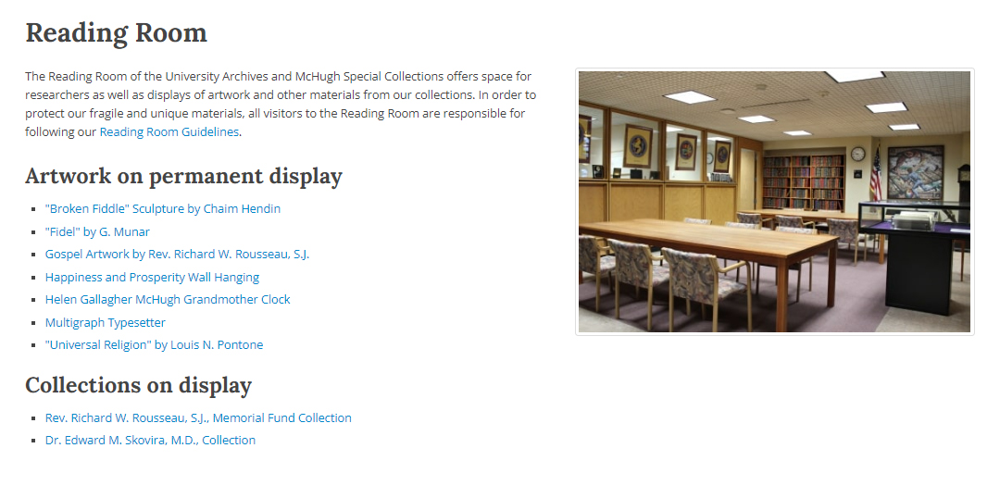 Reading Room
The Reading Room of the University Archives and McHugh Special Collections offers space for
researchers as well as displays of artwork and other materials from our collections. In order to
protect our fragile and unique materials, all visitors to the Reading Room are responsible for
following our Reading Room Guidelines.
Artwork on permanent display
"Broken Fiddle" Sculpture by Chaim Hendin
"Fidel" by G. Munar
Gospel Artwork by Rev. Richard W. Rousseau, S.J.
Happiness and Prosperity Wall Hanging
Helen Gallagher McHugh Grandmother Clock
Multigraph Typesetter
"Universal Religion" by Louis N. Pontone
Collections on display
Rev. Richard W. Rousseau, S.J., Memorial Fund Collection
Dr. Edward M. Skovira, M.D., Collection